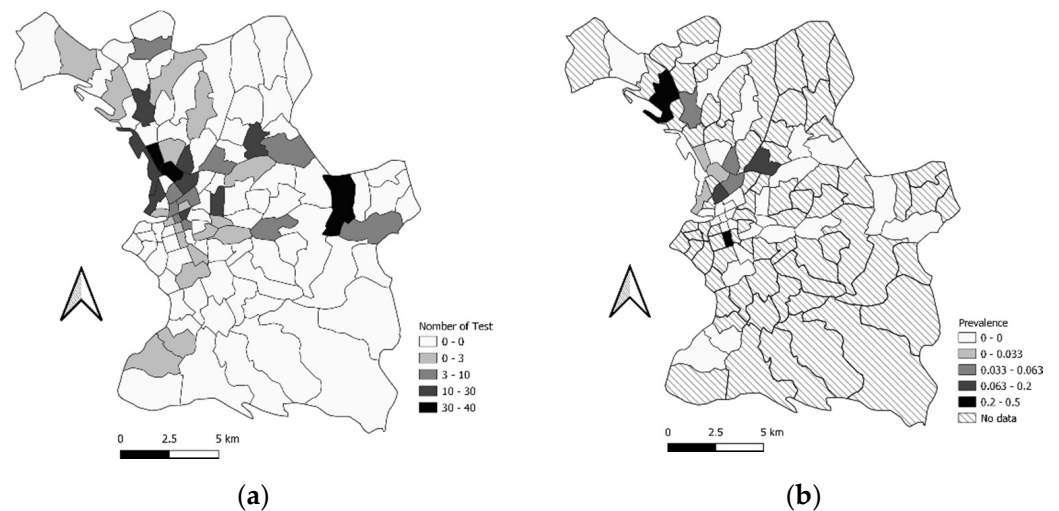 Nomber of Test
0 - 0
0 - 3
3 - 10
10 - 30
30 - 40
0 2.5 5 km
(a)
Prevalence
0 - 0
0 - 0.033
0.033 - 0.063
0.063 - 0.2
0.2 - 0.5
No data
0 2.5 5 km
(b)